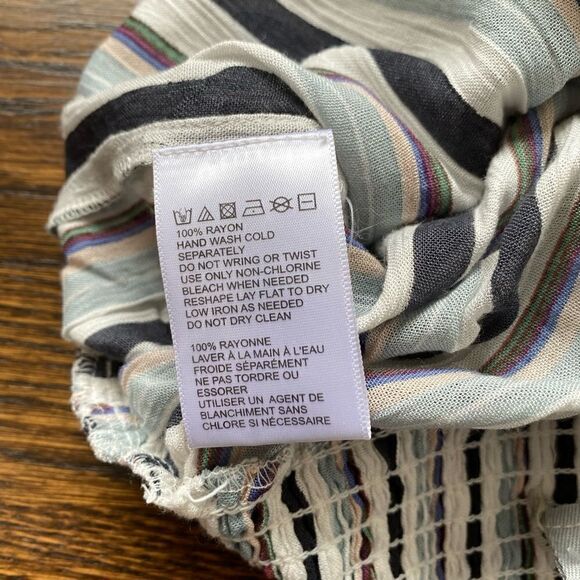 100% RAYON
HAND WASH COLD
SEPARATELY
DO NOT WRING OR TWIST
USE ONLY NON-CHLORINE
BLEACH WHEN NEEDED
RESHAPE LAY FLAT TO DRY
LOW IRON AS NEEDED
DO NOT DRY CLEAN
100% RAYONNE
LAVER À LA MAIN À L'EAU
FROIDE SÉPARÉMENT
NE PAS TORDRE OU
ESSORER
UTILISER UN AGENT DE
BLANCHIMENT SANS
CHLORE SI NÉCESSAIRE